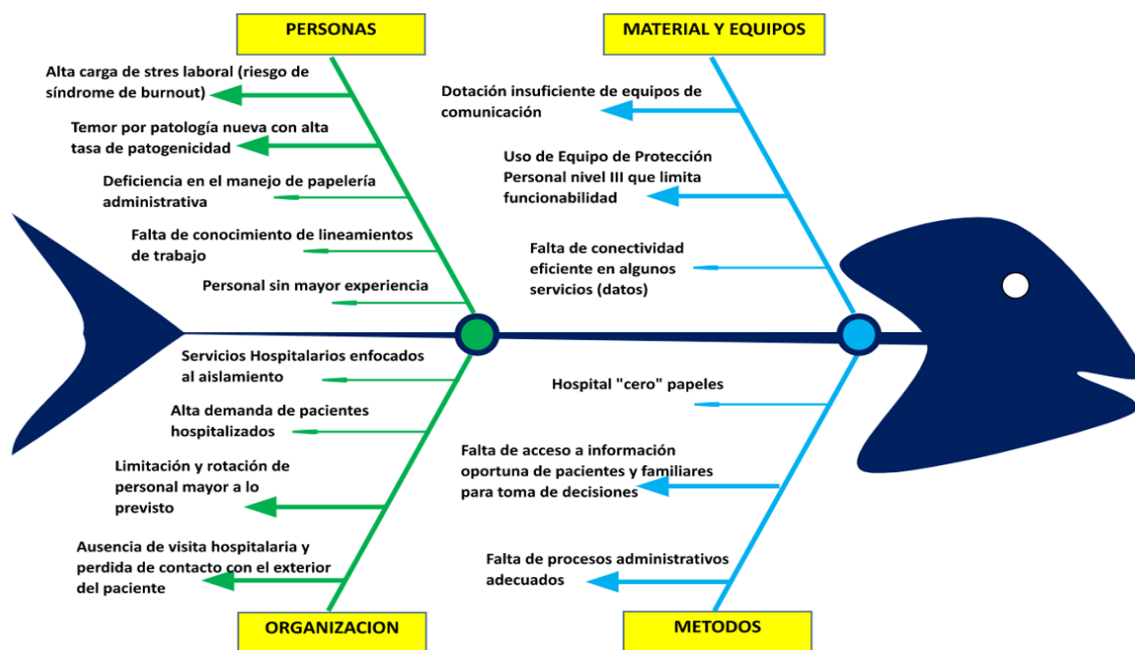 PERSONAS
Alta carga de stres laboral (riesgo de
síndrome de burnout)
Temor por patología nueva con alta
tasa de patogenicidad
Deficiencia en el manejo de papelería
administrativa
Falta de conocimiento de lineamientos
de trabajo
Personal sin mayor experiencia
MATERIAL Y EQUIPOS
Dotación insuficiente de equipos de
comunicación
Uso de Equipo de Protección
Personal nivel III que limita
funcionabilidad
Falta de conectividad
eficiente en algunos
servicios (datos)
Servicios Hospitalarios enfocados
al aislamiento
Alta demanda de pacientes
hospitalizados
Limitación y rotación de
personal mayor a lo
previsto
Ausencia de visita hospitalaria y
perdida de contacto con el exterior
del paciente
ORGANIZACION
Hospital "cero" papeles
Falta de acceso a información
oportuna de pacientes y familiares
para toma de decisiones
Falta de procesos administrativos
adecuados
METODOS